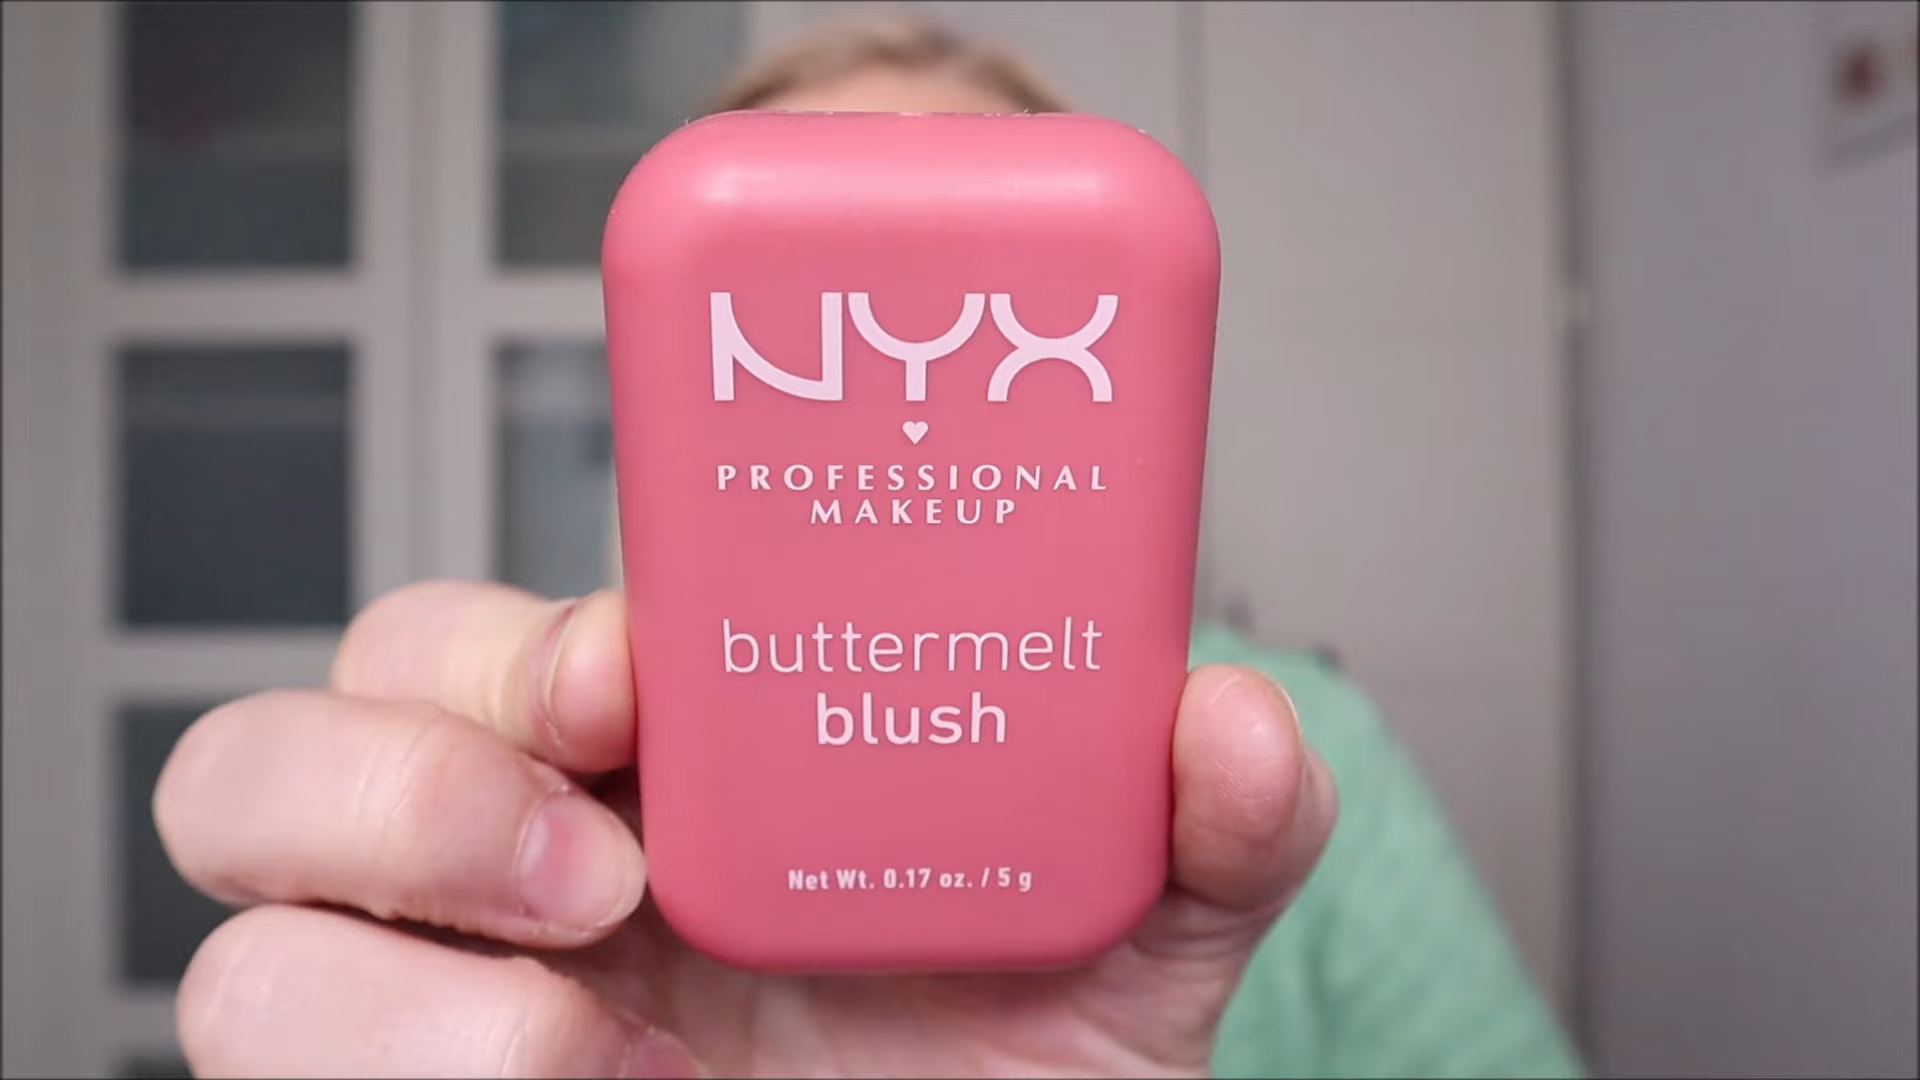 NYX
PROFESSIONAL
MAKEUP
buttermelt
blush
Net Wt. 0.17 oz. / 5 g